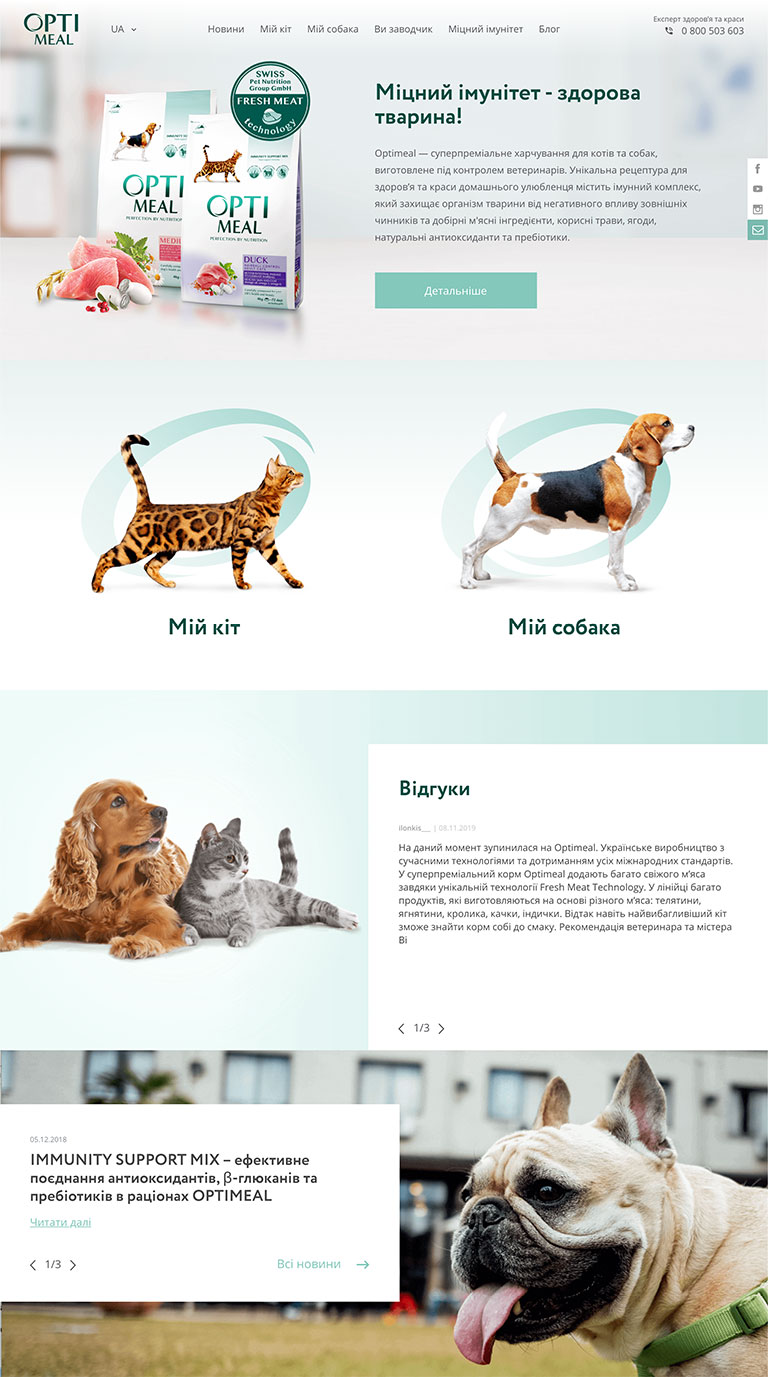 OPTI
MEAL
UA
Новини
Мій кіт
Мій собака
Ви заводчик
Міцний імунітет
Блог
Експерт здоров'я та краси
0 800 503 603
SWISS
Pet Nutrition
Group GmbH
FRESH MEAT
technology
IMMUNITY SUPPORT MIX
OPTI
MEAL
PERFECTION BY NUTRITION
OPTI
MEAL
PERFECTION BY NUTRITION
DUCK
Міцний імунітет - здорова
тварина!
Optimeal — суперпреміальне харчування для котів та собак,
виготовлене під контролем ветеринарів. Унікальна рецептура для
здоров'я та краси домашнього улюбленця містить імунний комплекс,
який захищає організм тварини від негативного впливу зовнішніх
чинників та добірні м'ясні інгредієнти, корисні трави, ягоди,
натуральні антиоксиданти та пребіотики.
Детальніше
Мій кіт
Мій собака
Відгуки
ilonkis___ | 08.11.2019
На даний момент зупинилася на Optimeal. Українське виробництво з
сучасними технологіями та дотриманням усіх міжнародних стандартів.
У суперпреміальний корм Optimeal додають багато свіжого м'яса
завдяки унікальній технології Fresh Meat Technology. У лінійці багато
продуктів, які виготовляються на основі різного м'яса: телятини,
ягнятини, кролика, качки, індички. Відтак навіть найвибагливіший кіт
зможе знайти корм собі до смаку. Рекомендація ветеринара та містера
Ві
1/3
05.12.2018
IMMUNITY SUPPORT MIX – ефективне
поєднання антиоксидантів, β-глюканів та
пребіотиків в раціонах OPTIMEAL
Читати далі
1/3
Всі новини